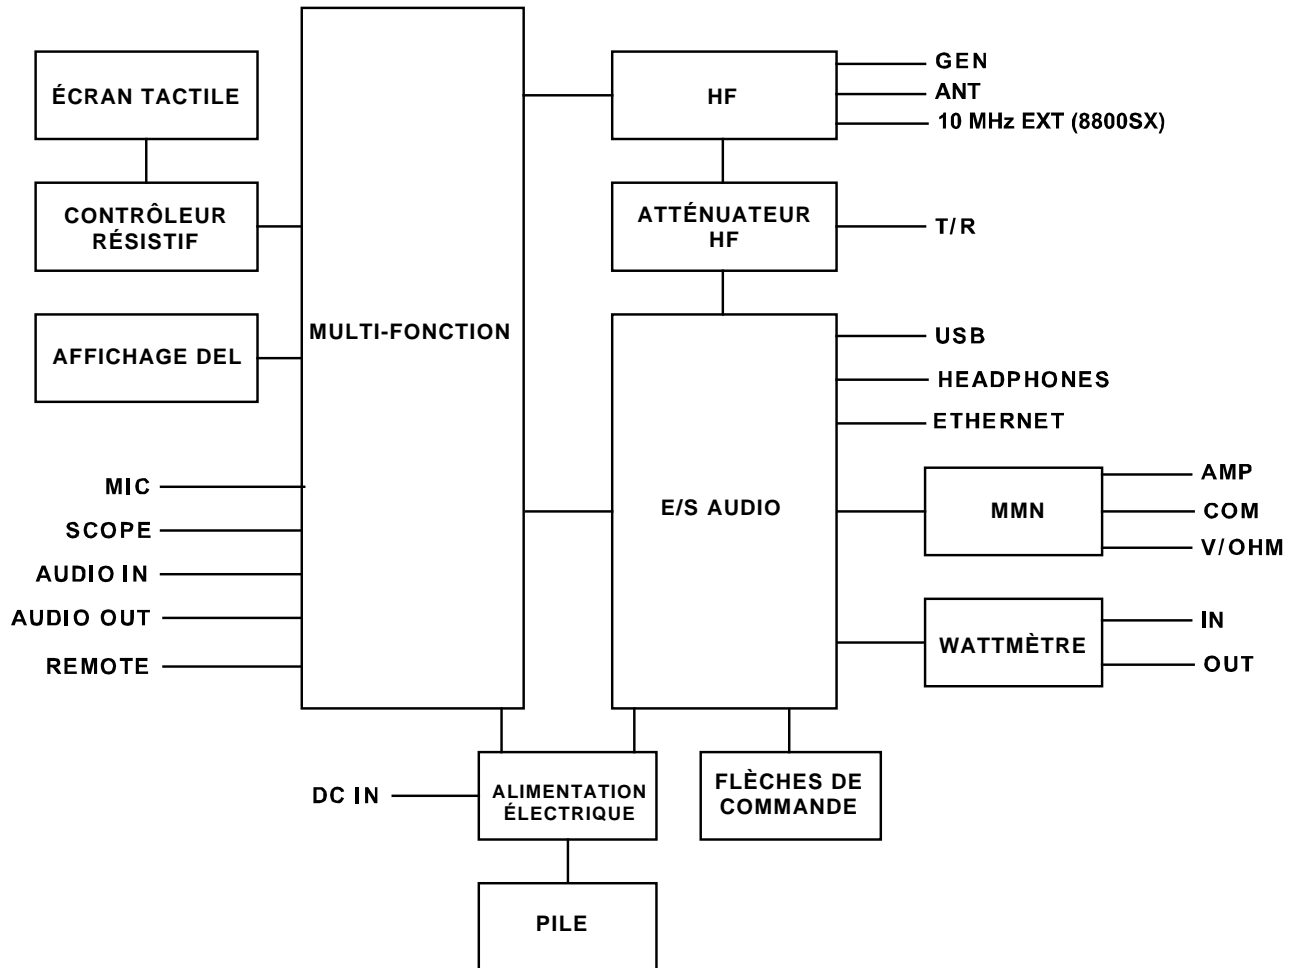 ÉCRAN TACTILE
CONTRÔLEUR
RÉSISTIF
AFFICHAGE DEL
MIC
SCOPE
AUDIO IN
AUDIO OUT
REMOTE
MULTI-FONCTION
HF
GEN
ANT
10 MHz EXT (8800SX)
ATTÉNUATEUR
HF
T/R
E/S AUDIO
USB
HEADPHONES
ETHERNET
MMN
AMP
COM
V/OHM
WATTMÈTRE
IN
OUT
DC IN
ALIMENTATION
ÉLECTRIQUE
FLÈCHES DE
COMMANDE
PILE